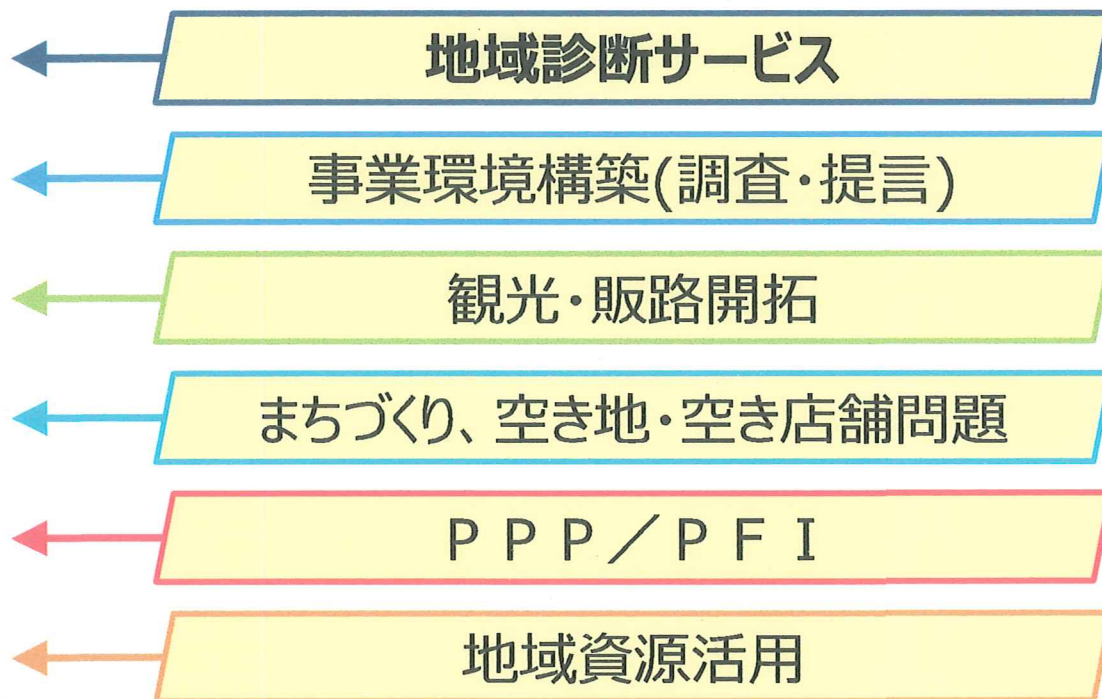 地域診断サービス
事業環境構築(調査・提言)
観光・販路開拓
まちづくり、空き地・空き店舗問題
ＰＰＰ／ＰＦＩ
地域資源活用